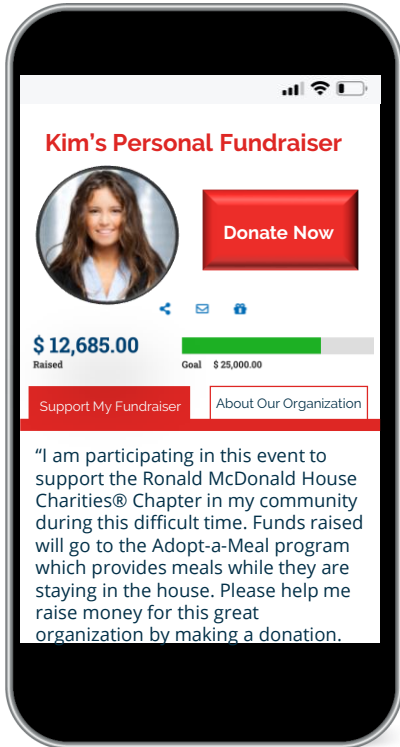 Kim's Personal Fundraiser
Donate Now
$ 12,685.00
Raised
Goal $ 25,000.00
Support My Fundraiser
About Our Organization
“I am participating in this event to
support the Ronald McDonald House
Charities® Chapter in my community
during this difficult time. Funds raised
will go to the Adopt-a-Meal program
which provides meals while they are
staying in the house. Please help me
raise money for this great
organization by making a donation.